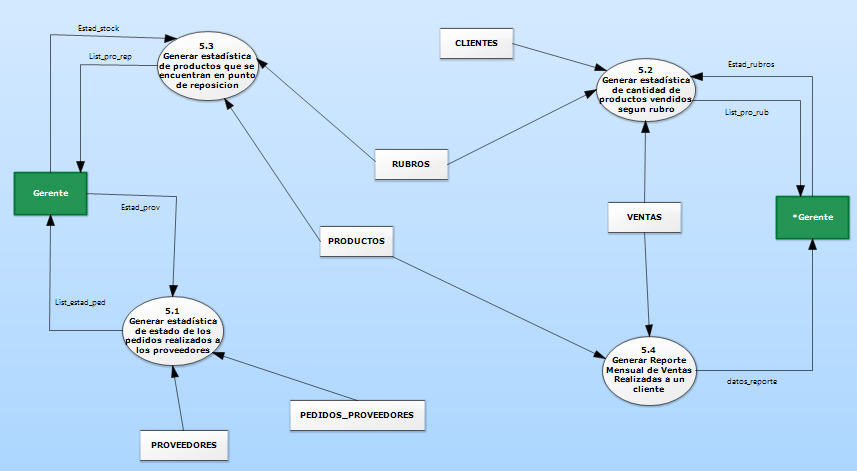 Estad_stock
List_pro_rep
5.3
Generar estadística
de productos que se
encuentran en punto
de reposicion
CLIENTES
5.2
Generar estadística
de cantidad de
productos vendidos
segun rubro
Estad_rubros
List_pro_rub
RUBROS
Gerente
Estad_prov
PRODUCTOS
VENTAS
*Gerente
List_estad_ped
5.1
Generar estadística
de estado de los
pedidos realizados a
los proveedores
5.4
Generar Reporte
Mensual de Ventas
Realizadas a un
cliente
datos_reporte
PEDIDOS_PROVEEDORES
PROVEEDORES